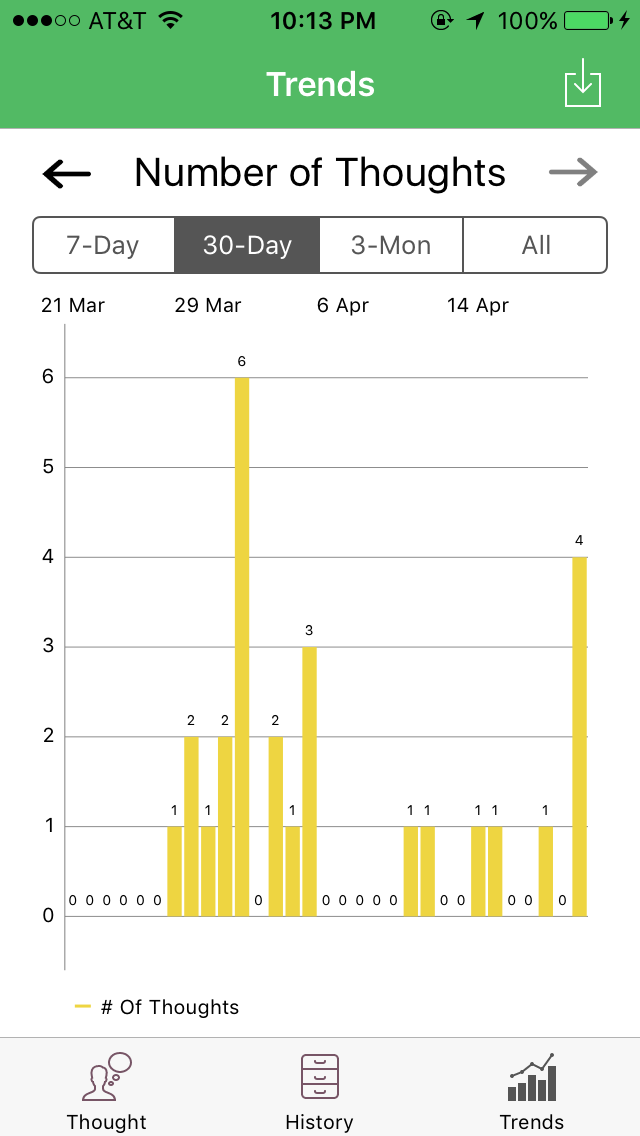 AT&T 10:13 PM 100%
Trends
Number of Thoughts
7-Day 30-Day 3-Mon All
21 Mar 29 Mar 6 Apr 14 Apr
6
6
5
4
4
3
3
2 2 2
2
1 1 1 1 1 1 1 1
1
0 0 0 0 0 0 0 0 0 0 0 0 0 0 0 0 0
0
# Of Thoughts
Thought History Trends